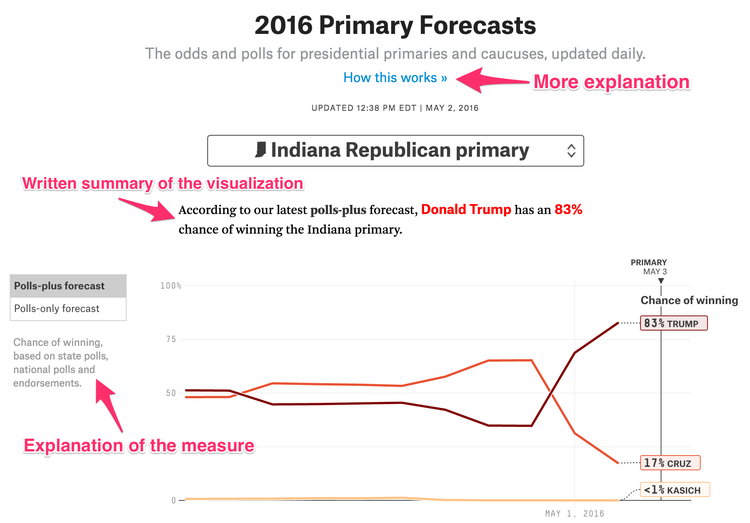 2016 Primary Forecasts
The odds and polls for presidential primaries and caucuses, updated daily.
How this works »
More explanation
UPDATED 12:38 PM EDT | MAY 2, 2016
Indiana Republican primary
Written summary of the visualization
According to our latest polls-plus forecast, Donald Trump has an 83%
chance of winning the Indiana primary.
PRIMARY
MAY 3
Polls-plus forecast
Polls-only forecast
Chance of winning,
based on state polls,
national polls and
endorsements.
Explanation of the measure
100%
75
50
0
Chance of winning
83% TRUMP
17% CRUZ
<1% KASICH
MAY 1, 2016